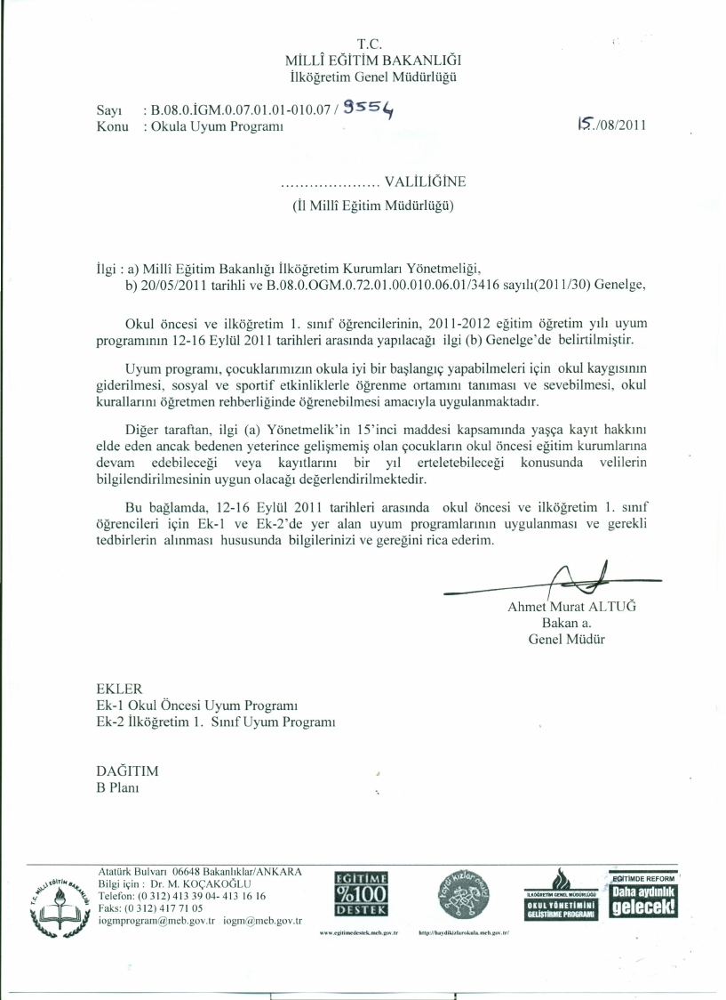 T.C.
MİLLÎ EĞİTİM BAKANLIĞI
İlköğretim Genel Müdürlüğü
Sayı : B.08.0.İGM.0.07.01.01-010.07 / 9554
Konu : Okula Uyum Programı 15./08/2011
..................... VALİLİĞİNE
(İl Millî Eğitim Müdürlüğü)
İlgi : a) Millî Eğitim Bakanlığı İlköğretim Kurumları Yönetmeliği,
b) 20/05/2011 tarihli ve B.08.0.OGM.0.72.01.00.010.06.01/3416 sayılı(2011/30) Genelge,
Okul öncesi ve ilköğretim 1. sınıf öğrencilerinin, 2011-2012 eğitim öğretim yılı uyum
programının 12-16 Eylül 2011 tarihleri arasında yapılacağı ilgi (b) Genelge’de belirtilmiştir.
Uyum programı, çocuklarımızın okula iyi bir başlangıç yapabilmeleri için okul kaygısının
giderilmesi, sosyal ve sportif etkinliklerle öğrenme ortamını tanıması ve sevebilmesi, okul
kurallarını öğretmen rehberliğinde öğrenebilmesi amacıyla uygulanmaktadır.
Diğer taraftan, ilgi (a) Yönetmelik’in 15’inci maddesi kapsamında yaşça kayıt hakkını
elde eden ancak bedenen yeterince gelişmemiş olan çocukların okul öncesi eğitim kurumlarına
devam edebileceği veya kayıtlarını bir yıl erteletebileceği konusunda velilerin
bilgilendirilmesinin uygun olacağı değerlendirilmektedir.
Bu bağlamda, 12-16 Eylül 2011 tarihleri arasında okul öncesi ve ilköğretim 1. sınıf
öğrencileri için Ek-1 ve Ek-2’de yer alan uyum programlarının uygulanması ve gerekli
tedbirlerin alınması hususunda bilgilerinizi ve gereğini rica ederim.
Ahmet Murat ALTUĞ
Bakan a.
Genel Müdür
EKLER
Ek-1 Okul Öncesi Uyum Programı
Ek-2 İlköğretim 1. Sınıf Uyum Programı
DAĞITIM
B Planı
T.C. MİLLİ EĞİTİM BAKANLIĞI
Atatürk Bulvarı 06648 Bakanlıklar/ANKARA
Bilgi için : Dr. M. KOÇAKOĞLU
Telefon: (0 312) 413 39 04- 413 16 16
Faks: (0 312) 417 71 05
iogmprogram@meb.gov.tr iogm@meb.gov.tr
EĞİTİME
%100
DESTEK
www.egitimedestek.meb.gov.tr
haydi kızlar okula
http://haydikizlarokula.meb.gov.tr/
İLKÖĞRETİM GENEL MÜDÜRLÜĞÜ
OKUL YÖNETİMİNİ
GELİŞTİRME PROGRAMI
EĞİTİMDE REFORM
Daha aydınlık
gelecek!